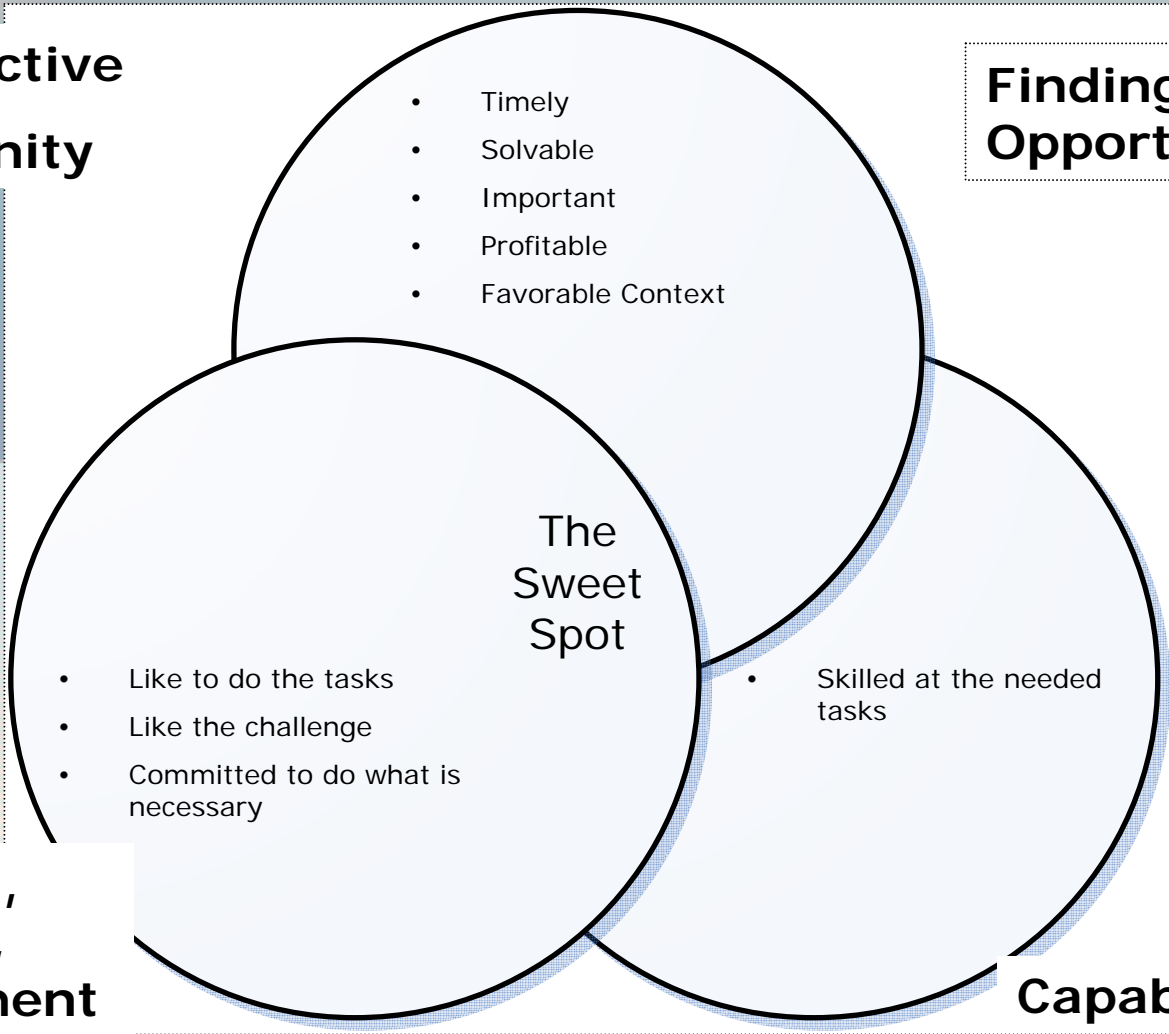 ctive
nity
Finding
Opport
• Timely
• Solvable
• Important
• Profitable
• Favorable Context
The
Sweet
Spot
• Like to do the tasks
• Like the challenge
• Committed to do what is
necessary
• Skilled at the needed
tasks
,
,
nent
Capab